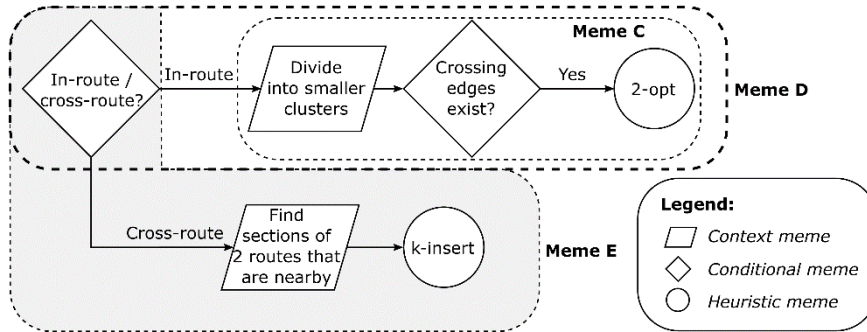 Meme C
In-route /
cross-route?
In-route
Divide
into smaller
clusters
Crossing
edges
exist?
Yes
2-opt
Meme D
Cross-route
Find
sections of
2 routes that
are nearby
k-insert
Meme E
Legend:
Context meme
Conditional meme
Heuristic meme